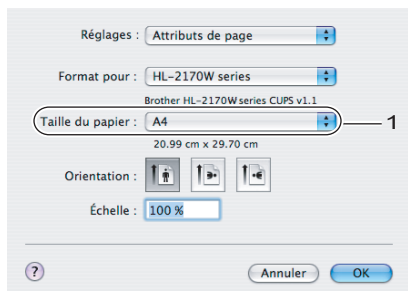 Réglages : Attributs de page
Format pour : HL-2170W series
Brother HL-2170W series CUPS v1.1
Taille du papier : A4 1
20.99 cm x 29.70 cm
Orientation :
Échelle : 100 %
? Annuler OK